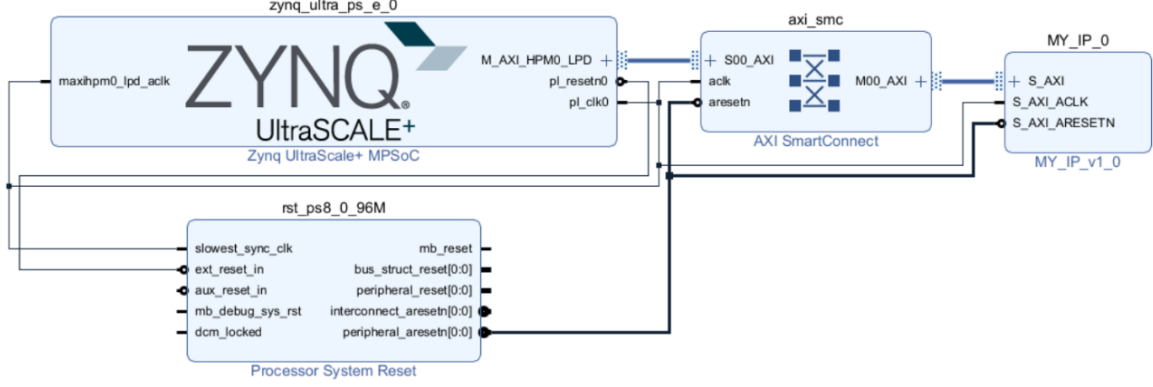 zynq_ultra_ps_e_0
maxihpm0_lpd_aclk
ZYNQ®
UltraSCALE+
M_AXI_HPM0_LPD
pl_resetn0
pl_clk0
Zynq UltraScale+ MPSoC
axi_smc
S00_AXI
aclk
aresetn
M00_AXI
AXI SmartConnect
MY_IP_0
S_AXI
S_AXI_ACLK
S_AXI_ARESETN
MY_IP_v1_0
rst_ps8_0_96M
slowest_sync_clk
ext_reset_in
aux_reset_in
mb_debug_sys_rst
dcm_locked
mb_reset
bus_struct_reset[0:0]
peripheral_reset[0:0]
interconnect_aresetn[0:0]
peripheral_aresetn[0:0]
Processor System Reset